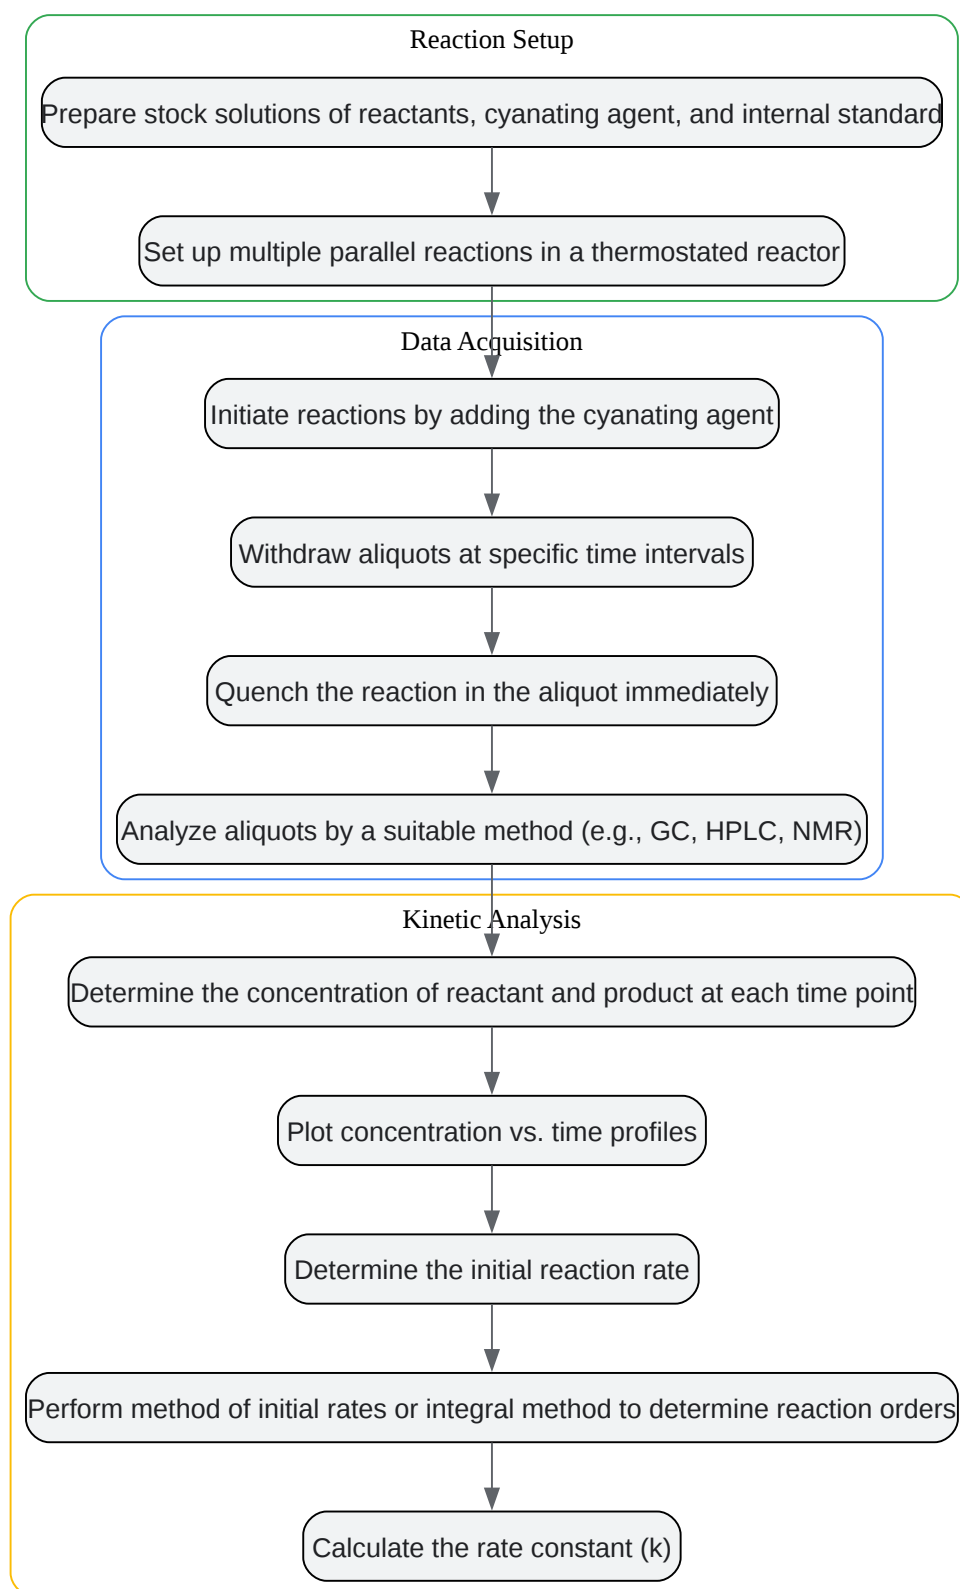 Reaction Setup
Prepare stock solutions of reactants, cyanating agent, and internal standard
Set up multiple parallel reactions in a thermostated reactor
Data Acquisition
Initiate reactions by adding the cyanating agent
Withdraw aliquots at specific time intervals
Quench the reaction in the aliquot immediately
Analyze aliquots by a suitable method (e.g., GC, HPLC, NMR)
Kinetic Analysis
Determine the concentration of reactant and product at each time point
Plot concentration vs. time profiles
Determine the initial reaction rate
Perform method of initial rates or integral method to determine reaction orders
Calculate the rate constant (k)